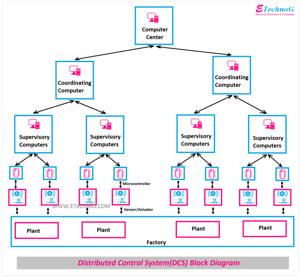 ETechnoG
Computer
Center
Coordinating
Computer
Coordinating
Computer
Supervisory
Computers
Supervisory
Computers
Supervisory
Computers
Supervisory
Computers
Microcontroller
Sensor/Actuator
WWW.ETechnoG.COM
Plant
Plant
Plant
Plant
Factory
Distributed Control System(DCS) Block Diagram